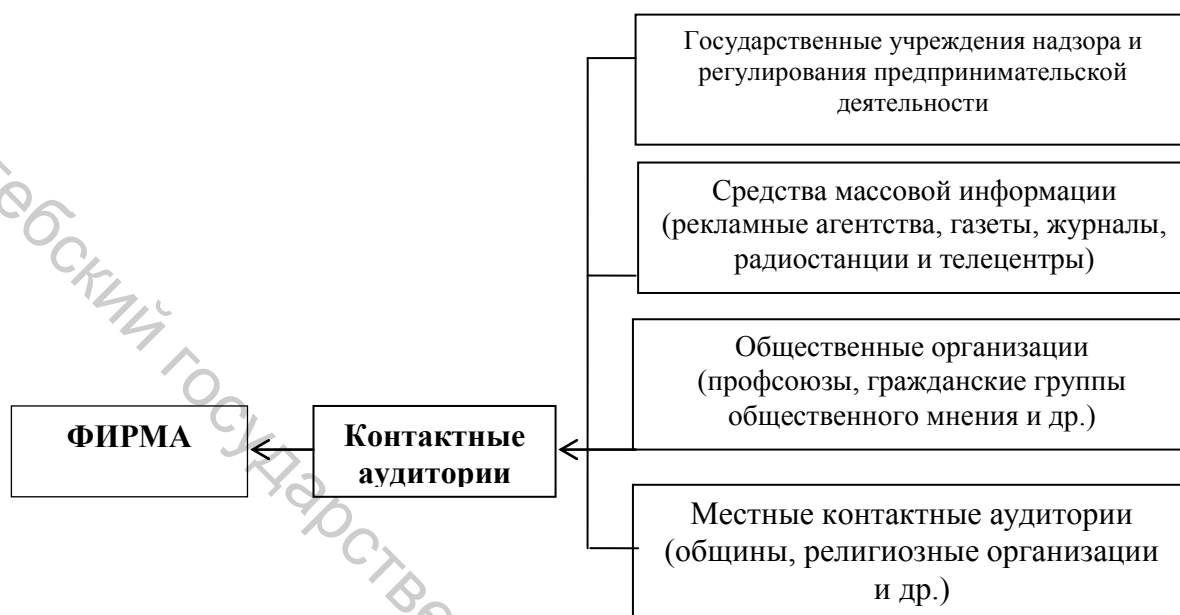 Государственные учреждения надзора и
регулирования предпринимательской
деятельности
Средства массовой информации
(рекламные агентства, газеты, журналы,
радиостанции и телецентры)
Общественные организации
(профсоюзы, гражданские группы
общественного мнения и др.)
ФИРМА
Контактные
аудитории
Местные контактные аудитории
(общины, религиозные организации
и др.)